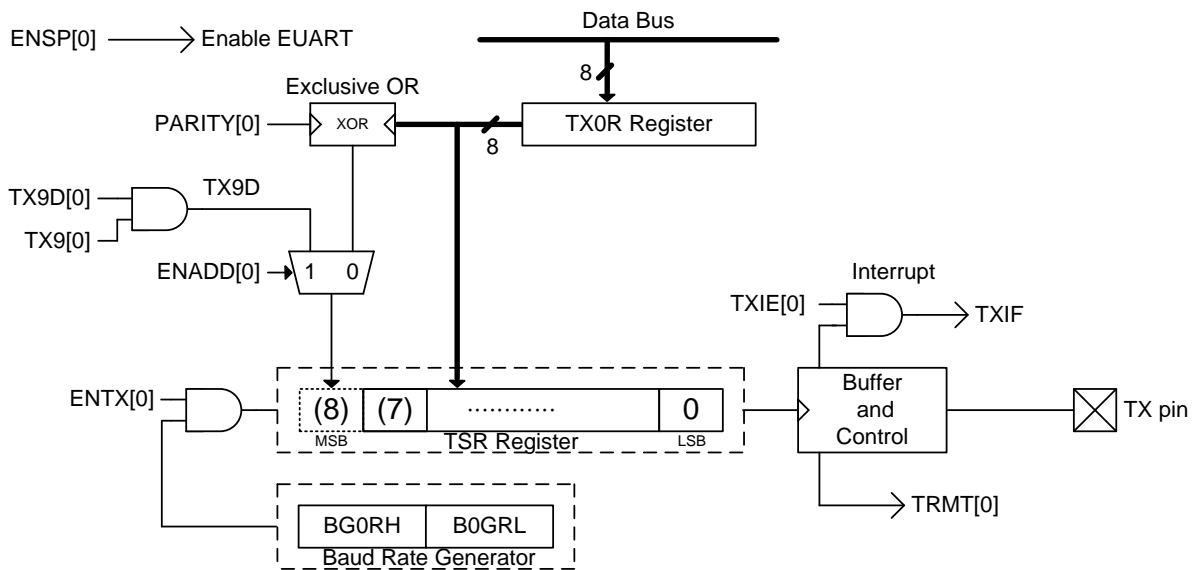 Data Bus
ENSP[0]
Enable EUART
8
Exclusive OR
PARITY[0]
XOR
8
TX0R Register
TX9D[0]
TX9D
TX9[0]
ENADD[0]
1 0
Interrupt
TXIE[0]
TXIF
ENTX[0]
(8) (7) ............ 0
MSB
TSR Register
LSB
Buffer
and
Control
TX pin
TRMT[0]
BG0RH B0GRL
Baud Rate Generator